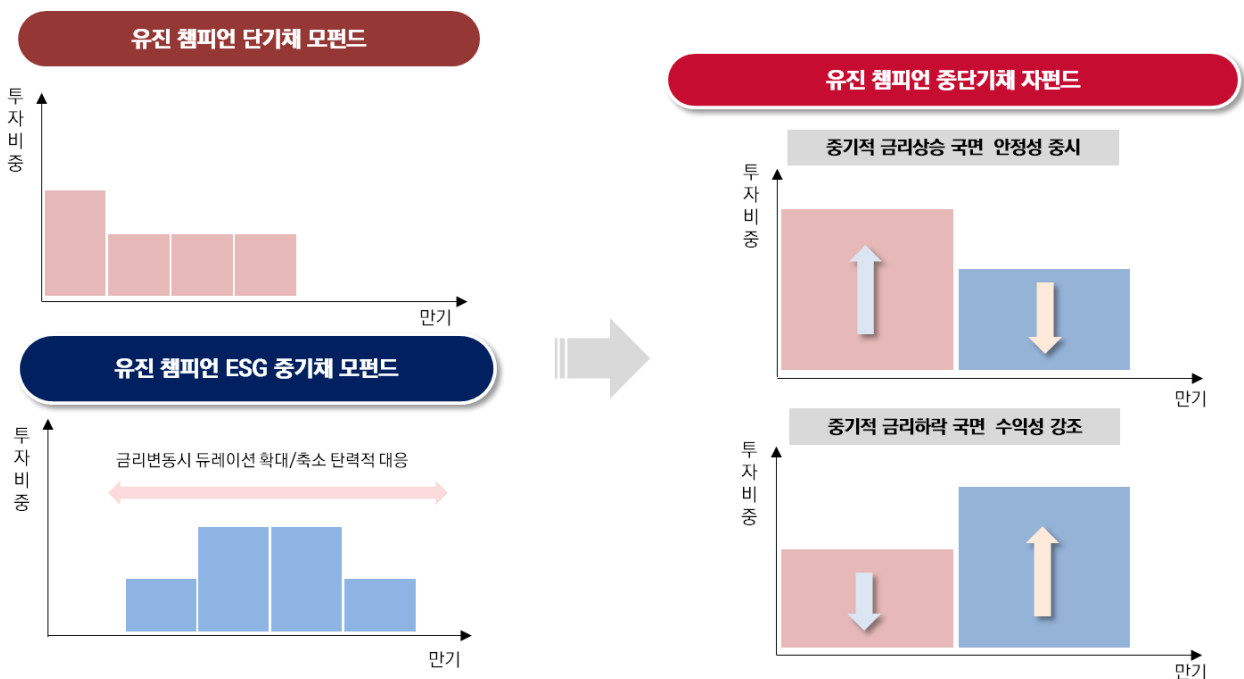 유진 챔피언 단기채 모펀드
투자비중
만기
유진 챔피언 ESG 중기채 모펀드
투자비중
금리변동시 듀레이션 확대/축소 탄력적 대응
만기
유진 챔피언 중단기채 자펀드
중기적 금리상승 국면 안정성 중시
투자비중
만기
중기적 금리하락 국면 수익성 강조
투자비중
만기